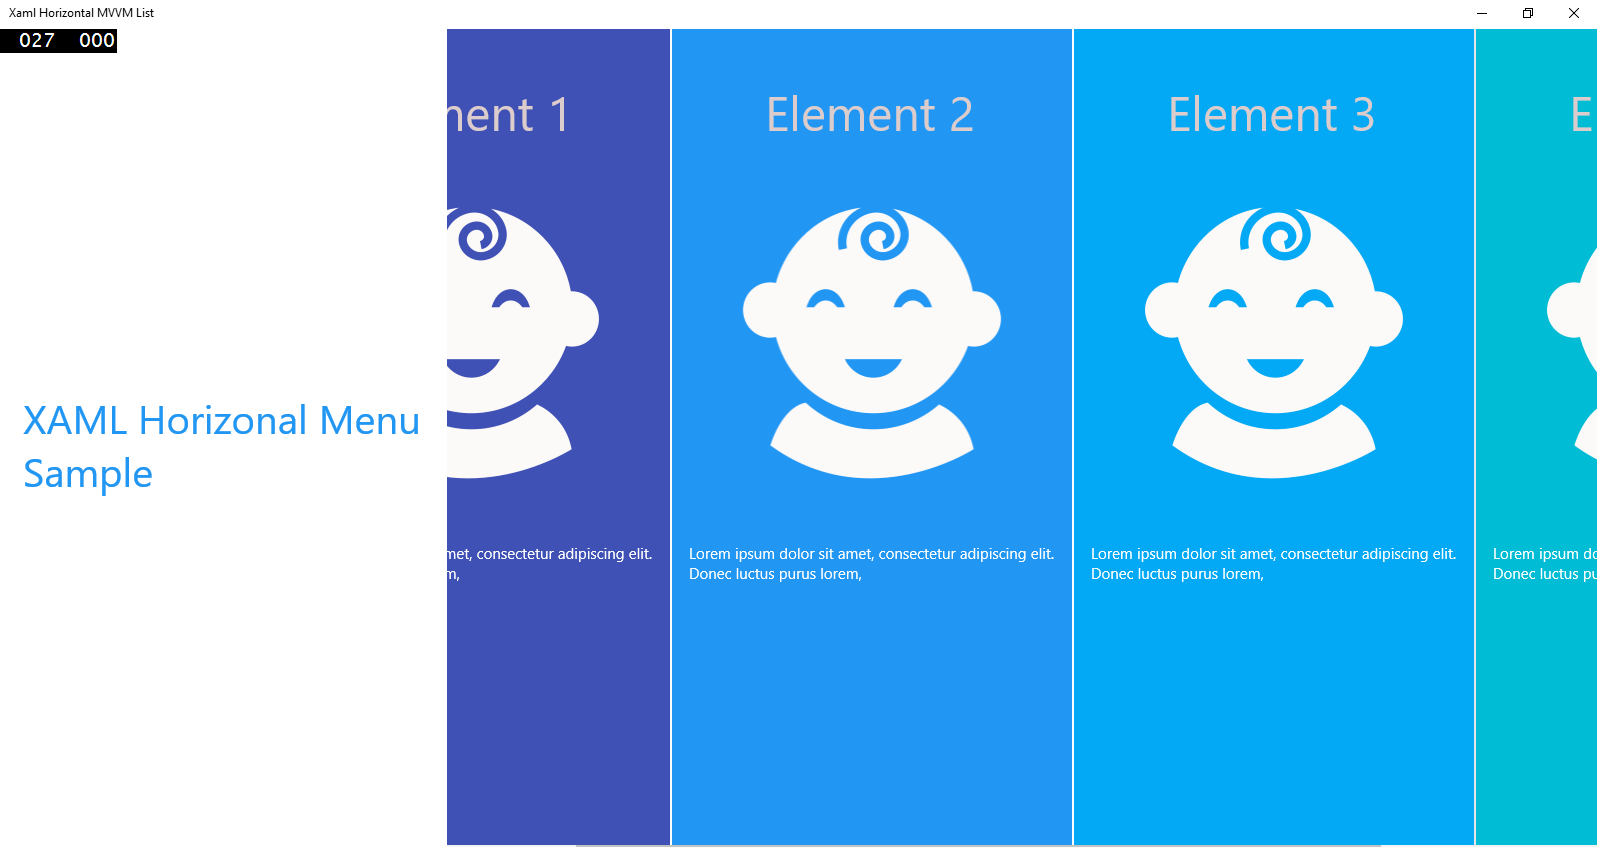 Xaml Horizontal MVVM List
027 000
XAML Horizonal Menu
Sample
ment 1
met, consectetur adipiscing elit.
m,
Element 2
Lorem ipsum dolor sit amet, consectetur adipiscing elit.
Donec luctus purus lorem,
Element 3
Lorem ipsum dolor sit amet, consectetur adipiscing elit.
Donec luctus purus lorem,
E
Lorem ipsum do
Donec luctus pu